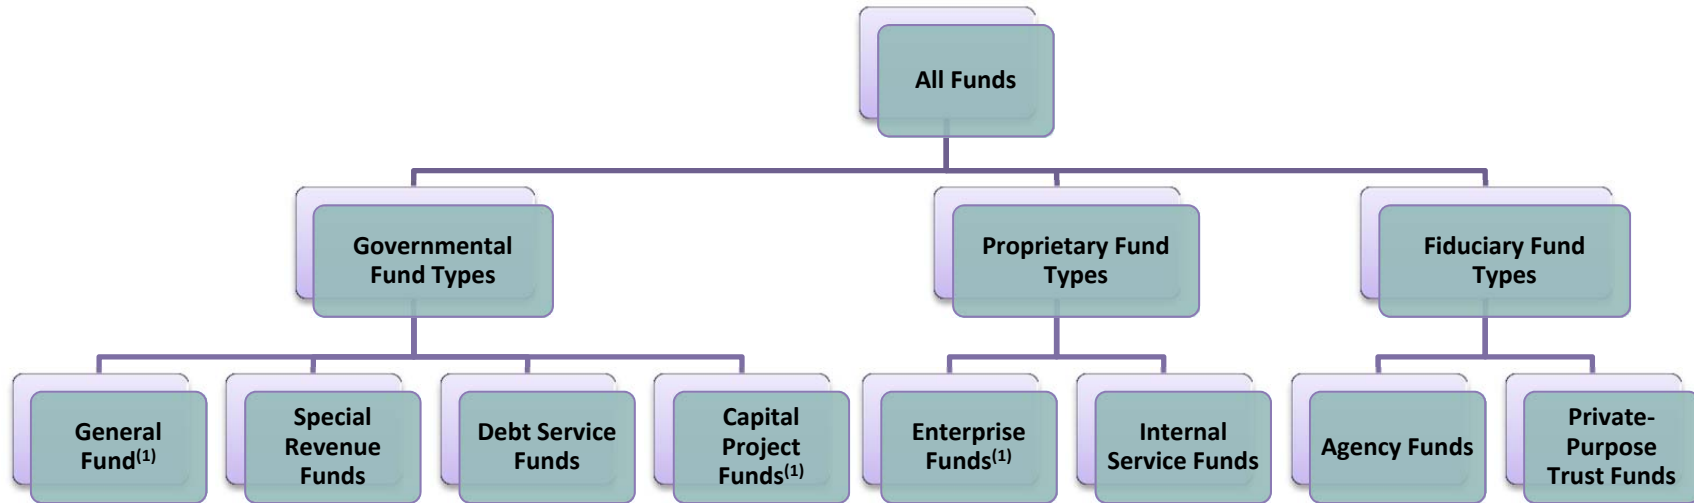 All Funds
Governmental
Fund Types
Proprietary Fund
Types
Fiduciary Fund
Types
General
Fund(1)
Special
Revenue
Funds
Debt Service
Funds
Capital
Project
Funds(1)
Enterprise
Funds(1)
Internal
Service Funds
Agency Funds
Private-
Purpose
Trust Funds